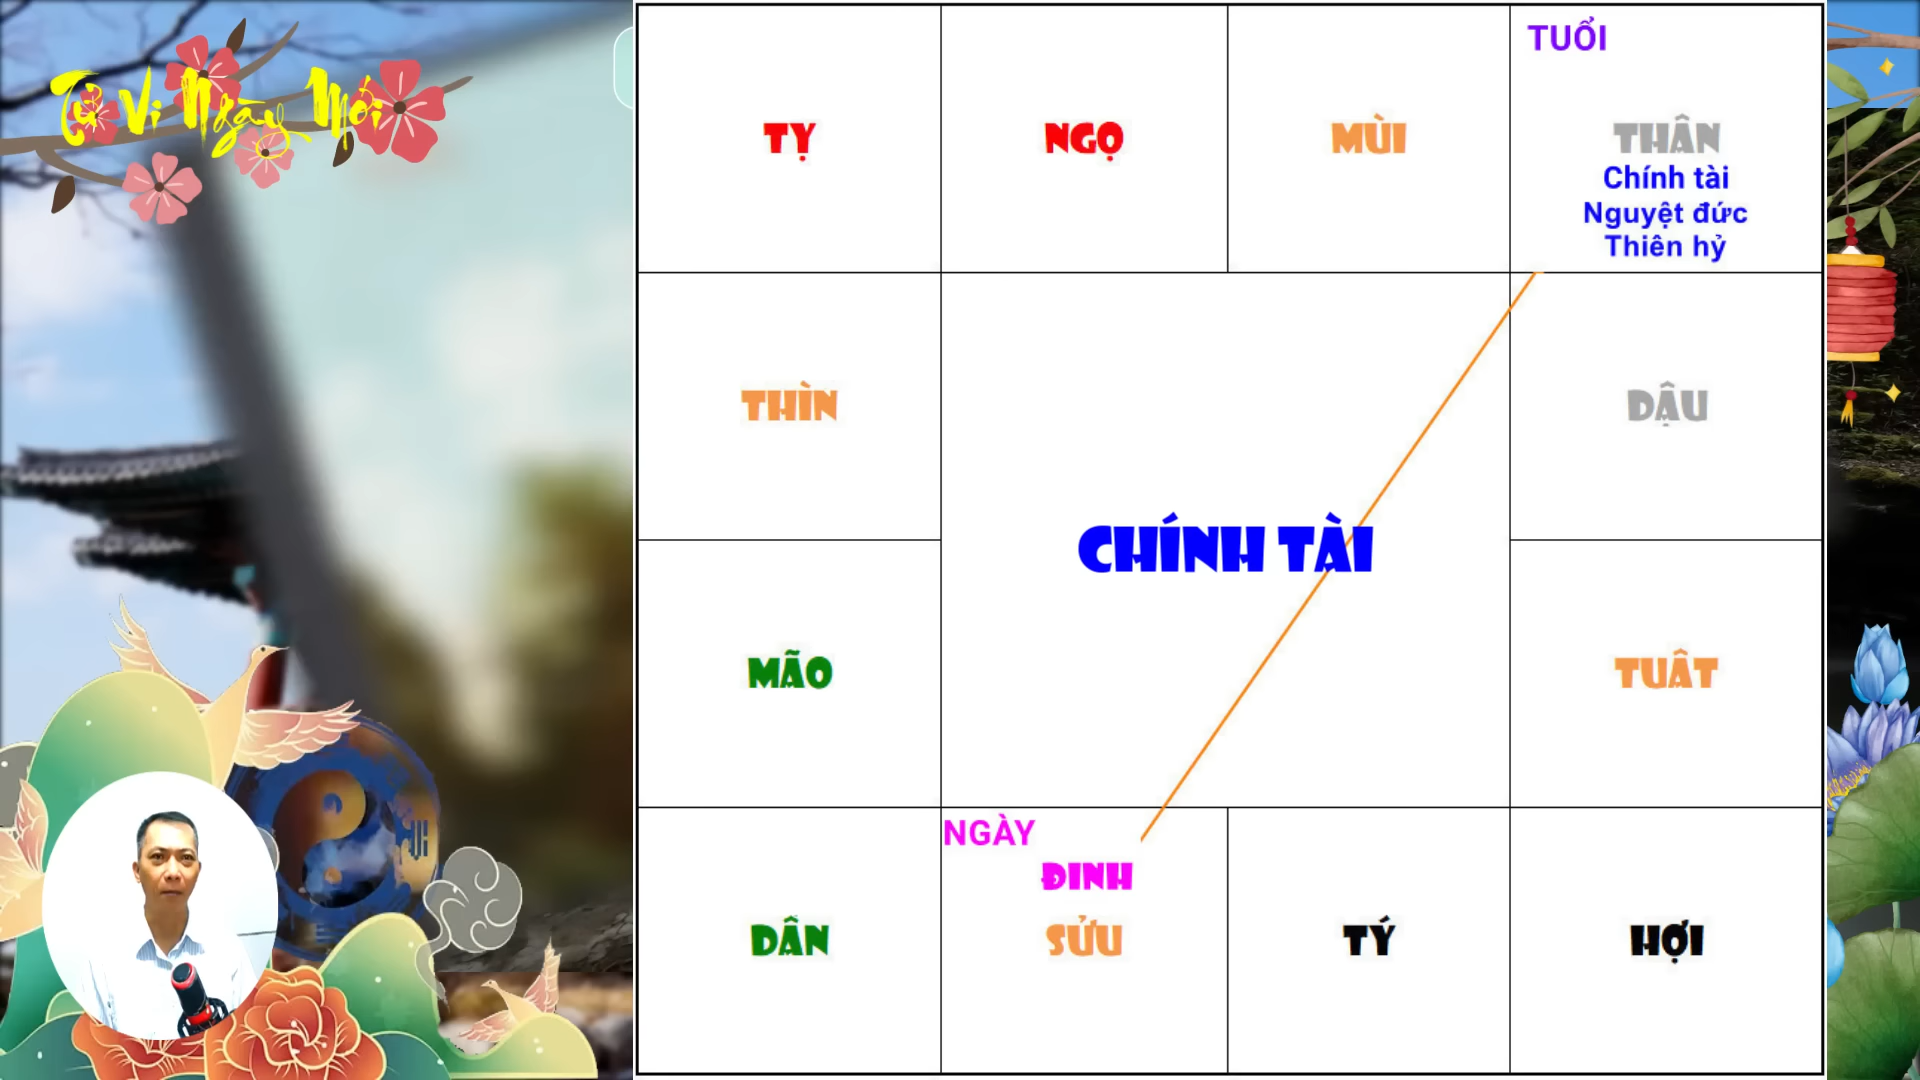 Tử Vi Ngày Mới
TUỔI
TỴ
NGỌ
MÙI
THÂN
Chính tài
Nguyệt đức
Thiên hỷ
THÌN
DẬU
CHÍNH TÀI
MÃO
TUẤT
NGÀY
ĐINH
DẦN
SỬU
TÝ
HỢI